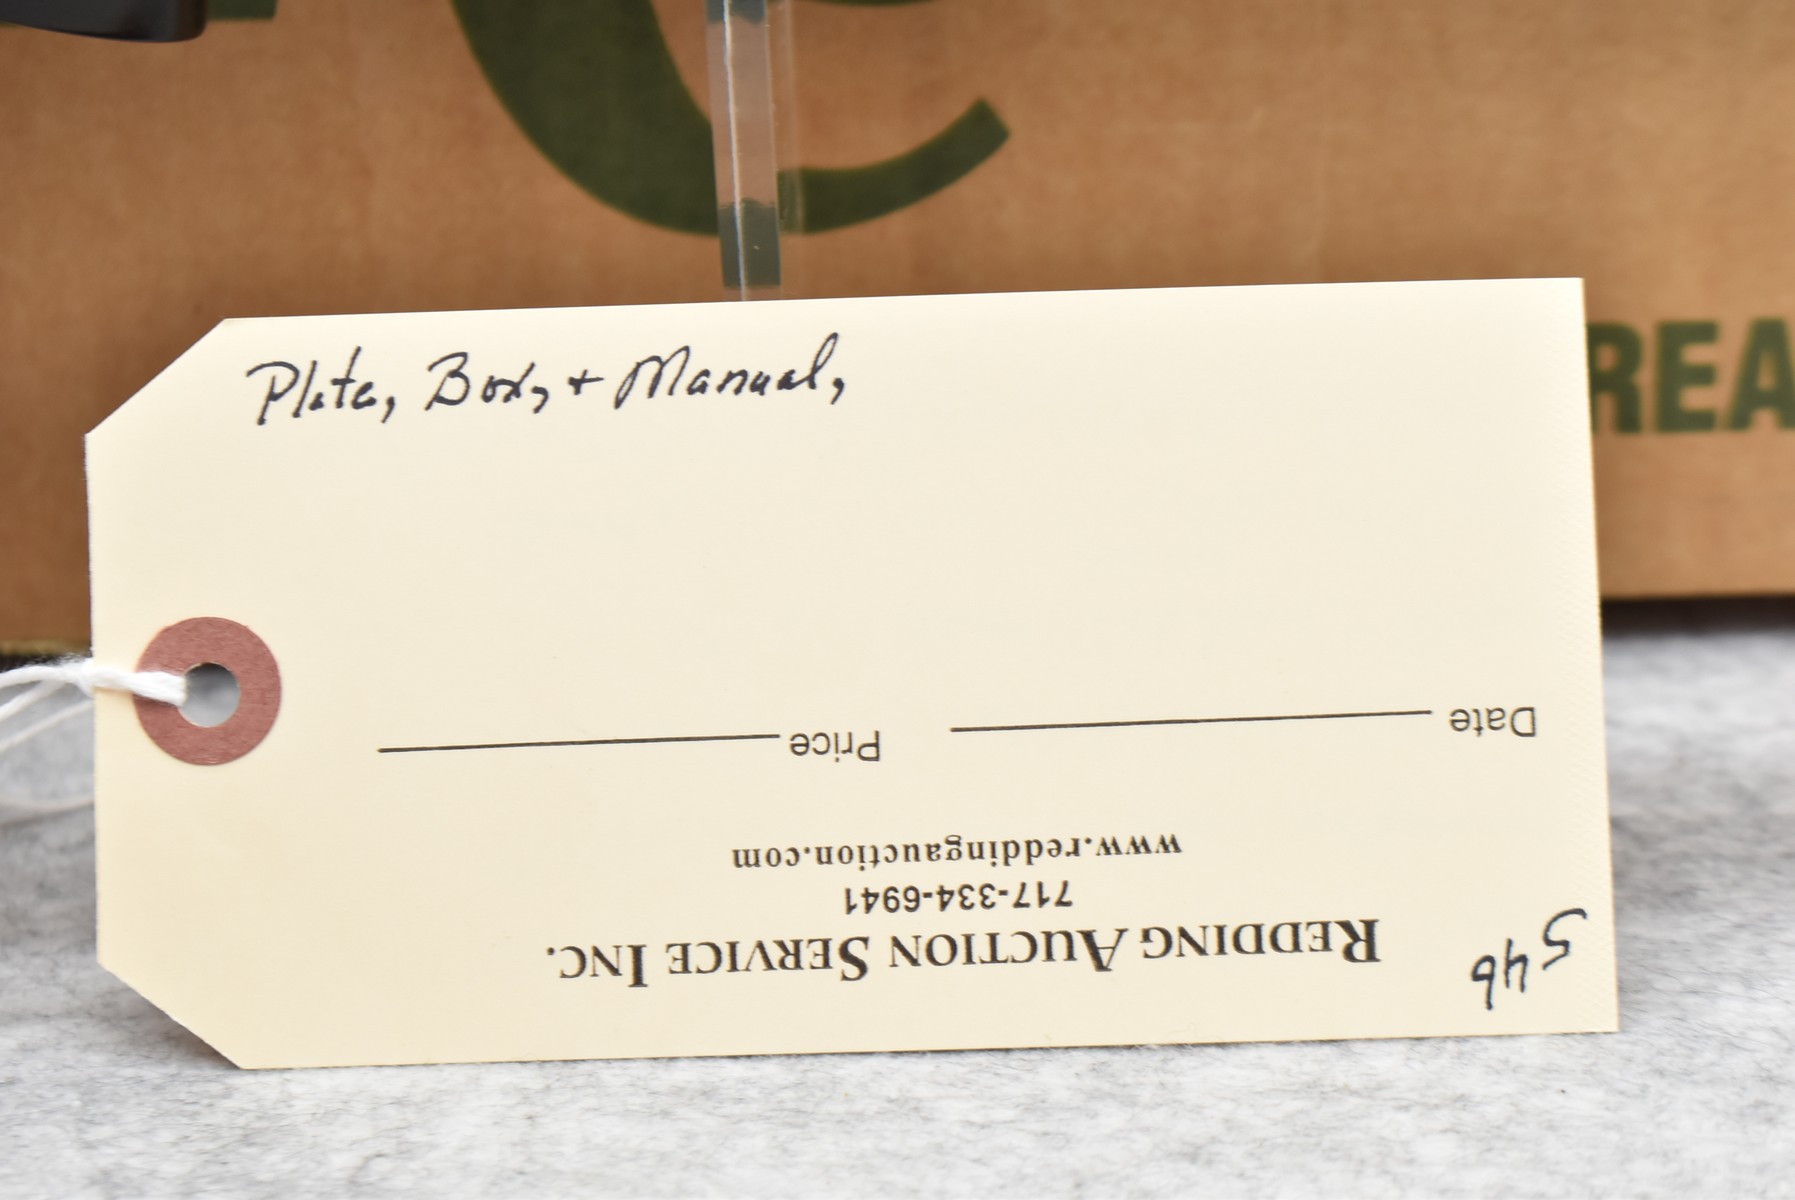 Plate, Box, + Manual,
546
REDDING AUCTION SERVICE INC.
717-334-6941
www.reddingauction.com
Date
Price
REA